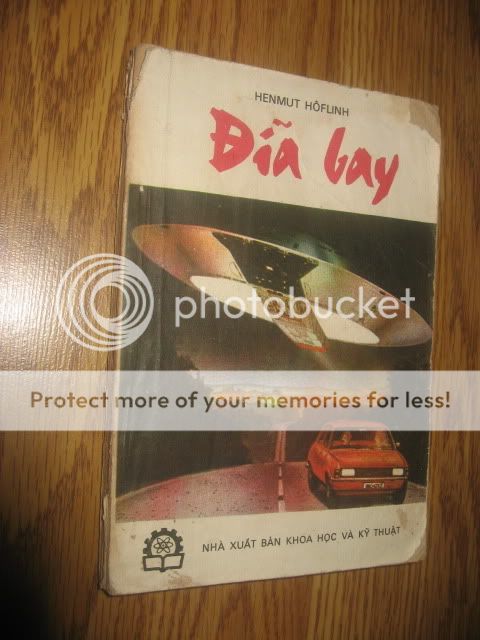 HENMUT HÔFLINH
Đĩa bay
photobucket
Protect more of your memories for less!
NHÀ XUẤT BẢN KHOA HỌC VÀ KỸ THUẬT